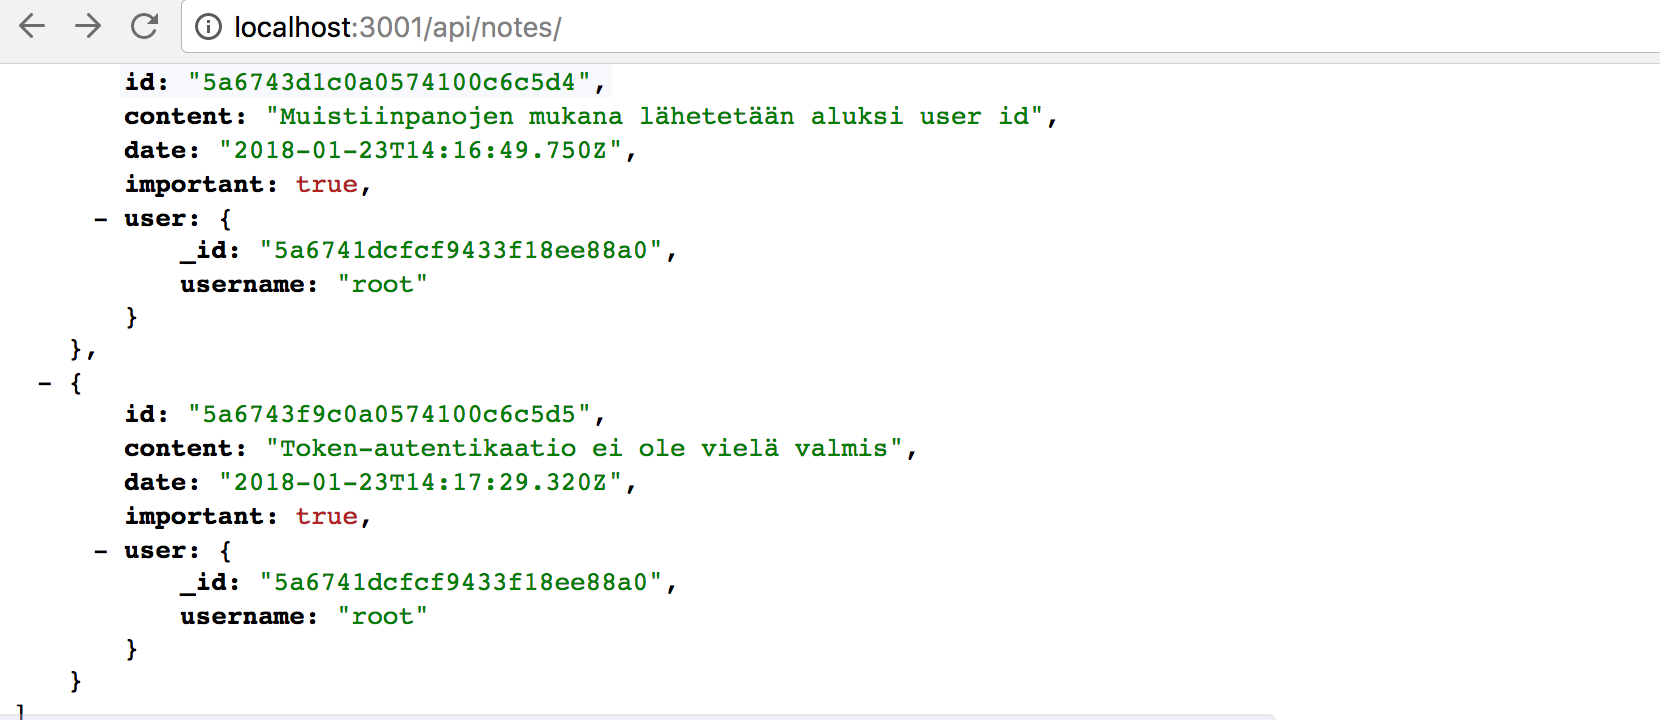 localhost:3001/api/notes/
id: "5a6743d1c0a0574100c6c5d4",
content: "Muistiinpanojen mukana lähetetään aluksi user id",
date: "2018-01-23T14:16:49.750Z",
important: true,
- user: {
_id: "5a6741dcfcf9433f18ee88a0",
username: "root"
}
},
- {
id: "5a6743f9c0a0574100c6c5d5",
content: "Token-autentikaatio ei ole vielä valmis",
date: "2018-01-23T14:17:29.320Z",
important: true,
- user: {
_id: "5a6741dcfcf9433f18ee88a0",
username: "root"
}
}
]